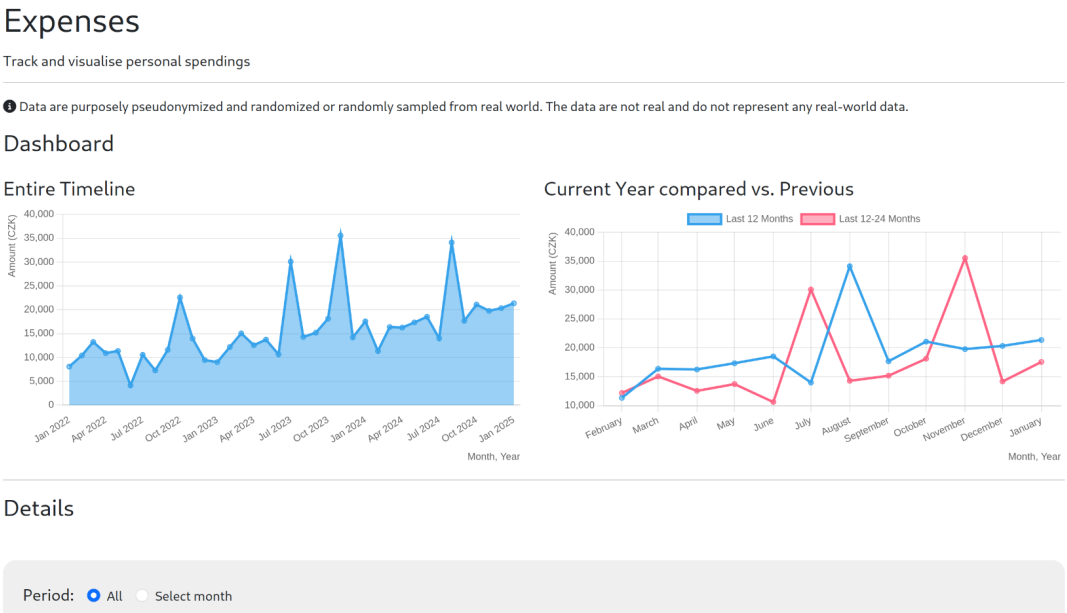 Expenses
Track and visualise personal spendings
Data are purposely pseudonymized and randomized or randomly sampled from real world. The data are not real and do not represent any real-world data.
Dashboard
Entire Timeline
Amount (CZK)
40,000
35,000
30,000
25,000
20,000
15,000
10,000
5,000
0
Jan 2022 Apr 2022 Jul 2022 Oct 2022 Jan 2023 Apr 2023 Jul 2023 Oct 2023 Jan 2024 Apr 2024 Jul 2024 Oct 2024 Jan 2025
Month, Year
Current Year compared vs. Previous
Last 12 Months Last 12-24 Months
Amount (CZK)
40,000
35,000
30,000
25,000
20,000
15,000
10,000
February March April May June July August September October November December January
Month, Year
Details
Period: All Select month